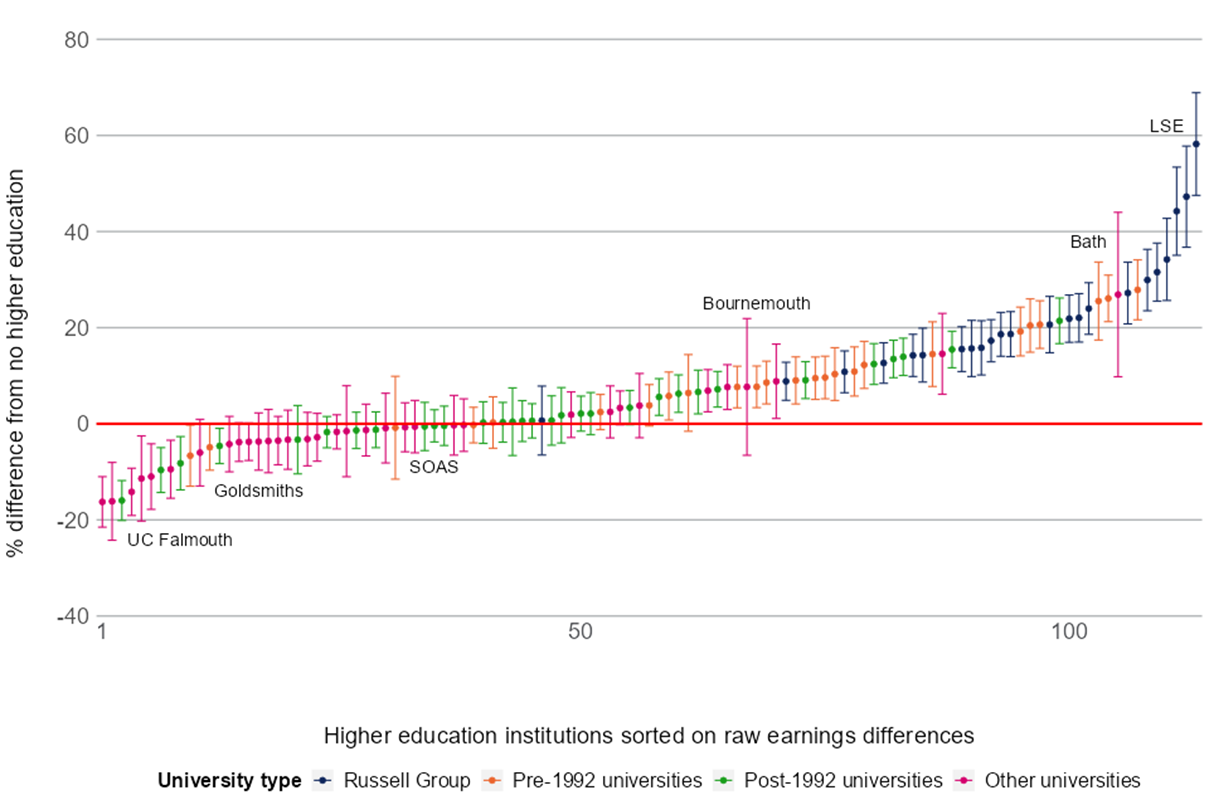 80
60
40
20
0
-20
-40
% difference from no higher education
LSE
Bath
Bournemouth
SOAS
Goldsmiths
UC Falmouth
1 50 100
Higher education institutions sorted on raw earnings differences
University type Russell Group Pre-1992 universities Post-1992 universities Other universities